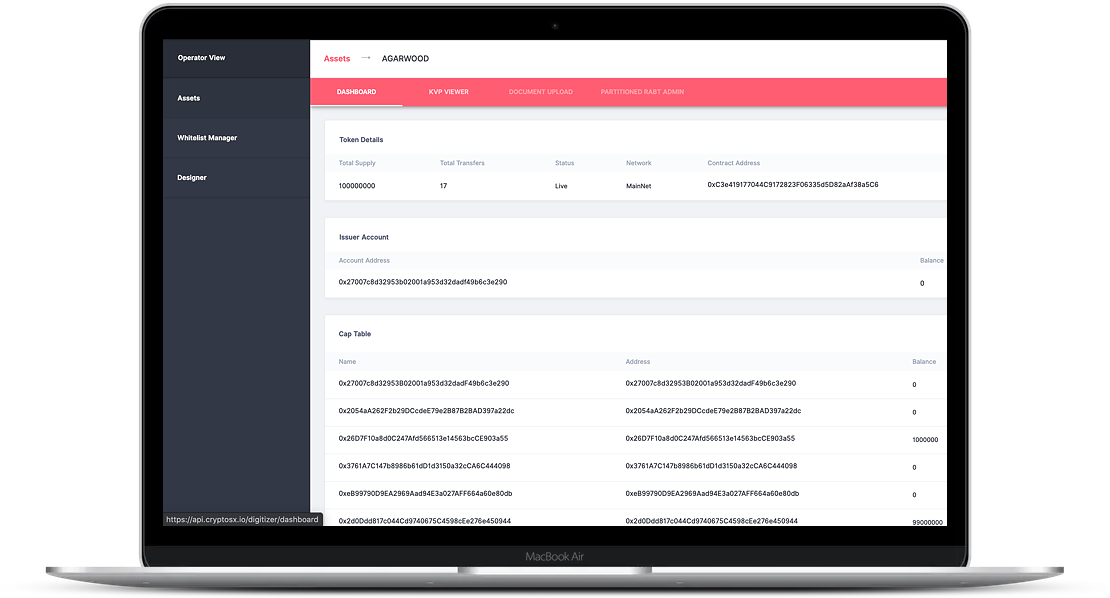 Operator View
Assets
Whitelist Manager
Designer
Assets → AGARWOOD
DASHBOARD KVP VIEWER DOCUMENT UPLOAD PARTITIONED RABT ADMIN
Token Details
Total Supply Total Transfers Status Network Contract Address
100000000 17 Live MainNet 0xC3e419177044C9172823F06335d5D82aAf38a5C6
Issuer Account
Account Address Balance
0x27007c8d32953b02001a953d32dadf49b6c3e290 0
Cap Table
Name Address Balance
0x27007c8d32953B02001a953d32dadF49b6c3e290 0x27007c8d32953B02001a953d32dadF49b6c3e290 0
0x2054aA262F2b29DCcdeE79e2B87B2BAD397a22dc 0x2054aA262F2b29DCcdeE79e2B87B2BAD397a22dc 0
0x26D7F10a8d0C247Afd566513e14563bcCE903a55 0x26D7F10a8d0C247Afd566513e14563bcCE903a55 1000000
0x3761A7C147b8986b61dD1d3150a32cCA6C444098 0x3761A7C147b8986b61dD1d3150a32cCA6C444098 0
0xeB99790D9EA2969Aad94E3a027AFF664a60e80db 0xeB99790D9EA2969Aad94E3a027AFF664a60e80db 0
0x2d0Ddd817c044Cd9740675C4598cEe276e450944 0x2d0Ddd817c044Cd9740675C4598cEe276e450944 99000000
https://api.cryptosx.io/digitizer/dashboard
MacBook Air